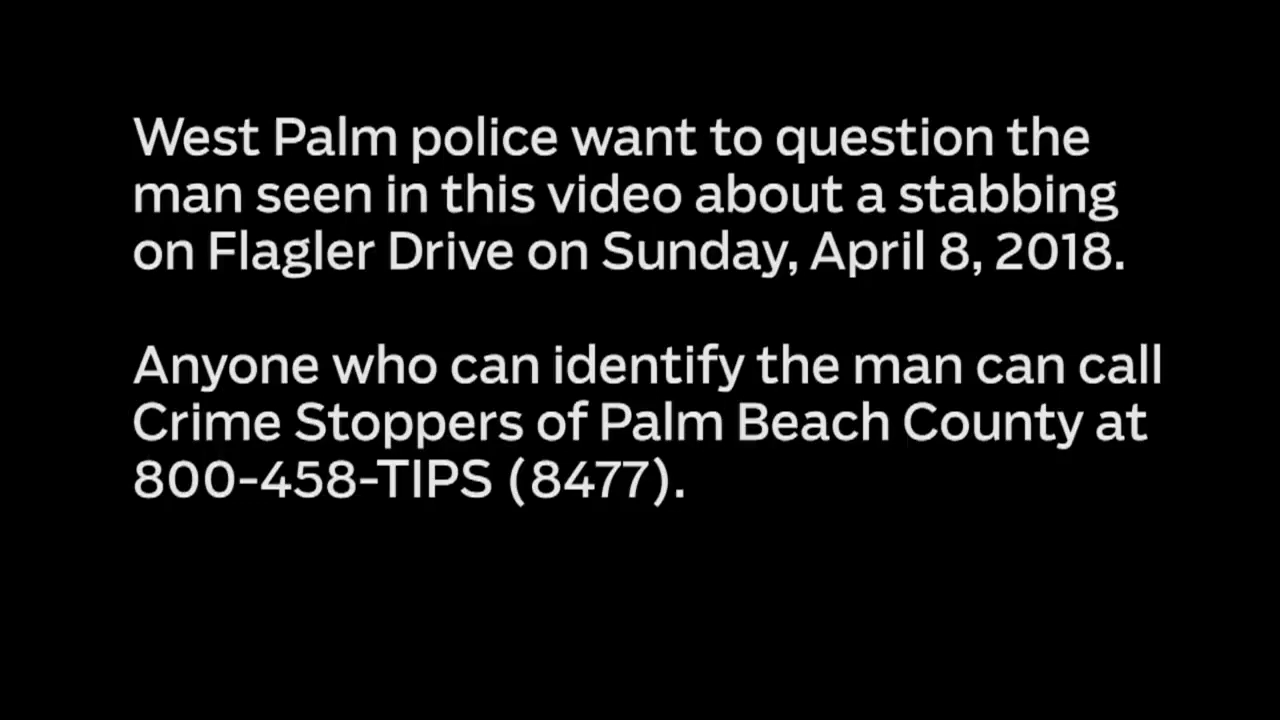 West Palm police want to question the
man seen in this video about a stabbing
on Flagler Drive on Sunday, April 8, 2018.
Anyone who can identify the man can call
Crime Stoppers of Palm Beach County at
800-458-TIPS (8477).